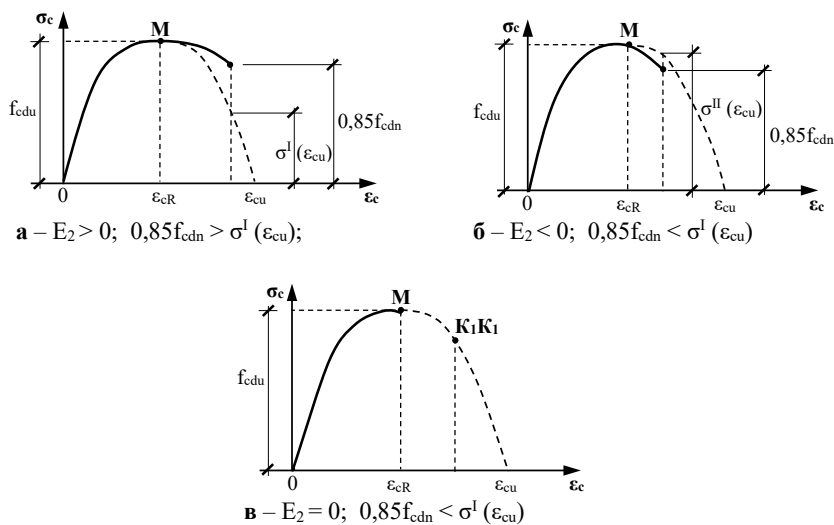 σc
M
fcdu
0,85fcdn
σI (εcu)
0
εcR
εcu
εc
а – E2 > 0; 0,85fcdn > σI (εcu);
σc
M
fcdu
σII (εcu)
0,85fcdn
0
εcR
εcu
εc
б – E2 < 0; 0,85fcdn < σI (εcu)
σc
M
K1K1
fcdu
0
εcR
εcu
εc
в – E2 = 0; 0,85fcdn < σI (εcu)